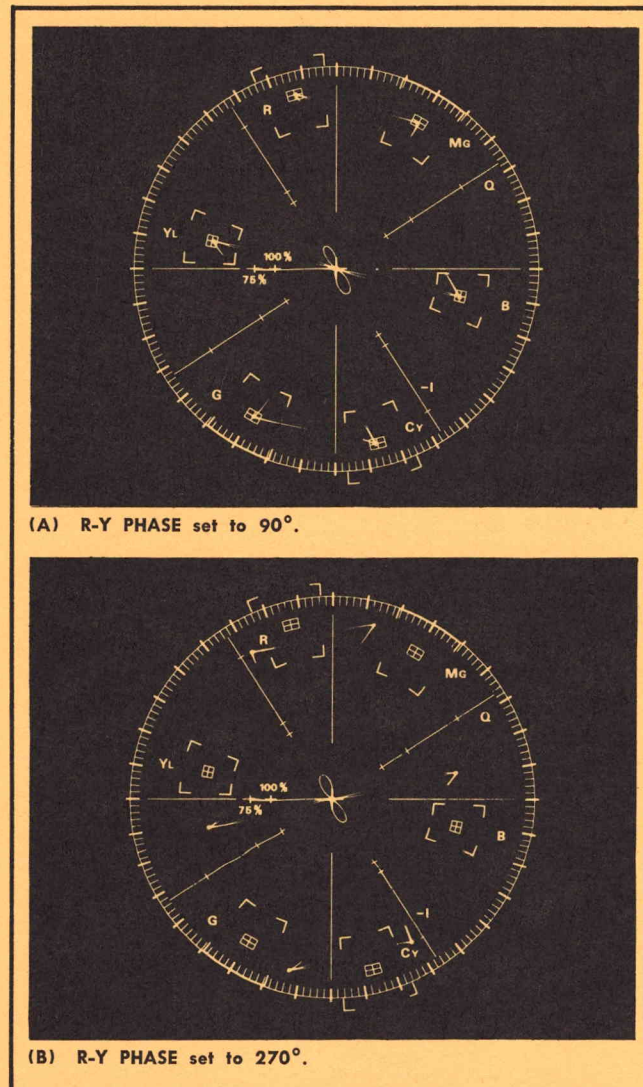 R
MG
Q
YL
100%
75%
B
G
-I
CY
(A) R-Y PHASE set to 90°.
R
MG
Q
YL
100%
75%
B
G
-I
CY
(B) R-Y PHASE set to 270°.